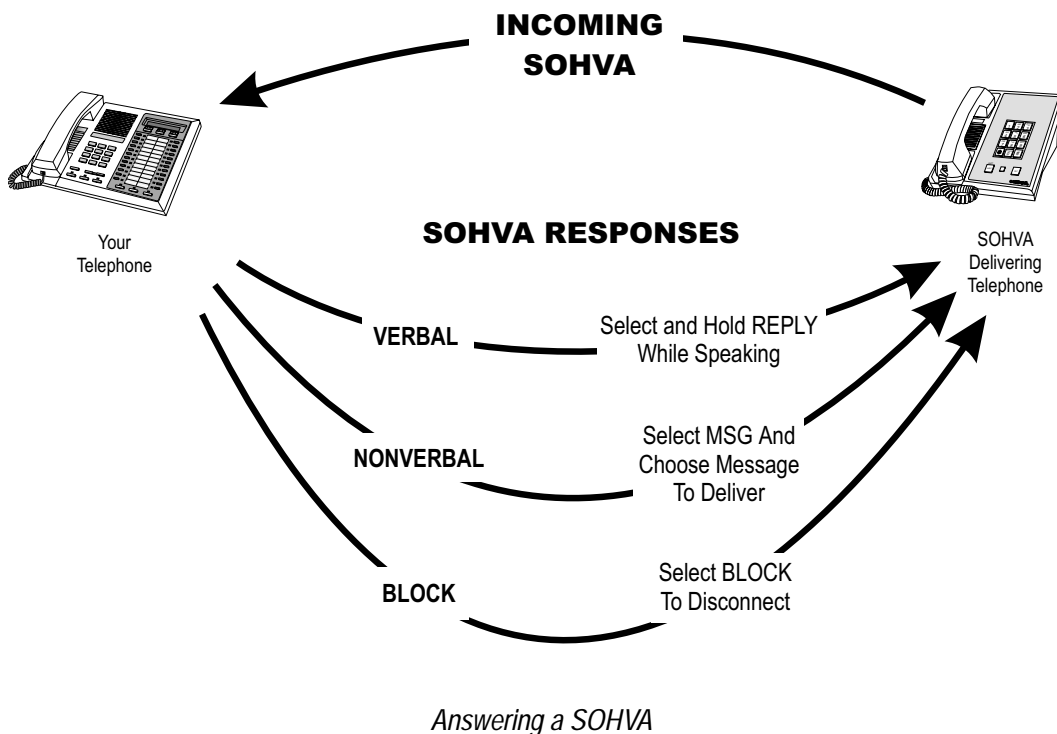 INCOMING
SOHVA
Your
Telephone
SOHVA
Delivering
Telephone
SOHVA RESPONSES
VERBAL
Select and Hold REPLY
While Speaking
NONVERBAL
Select MSG And
Choose Message
To Deliver
BLOCK
Select BLOCK
To Disconnect
Answering a SOHVA